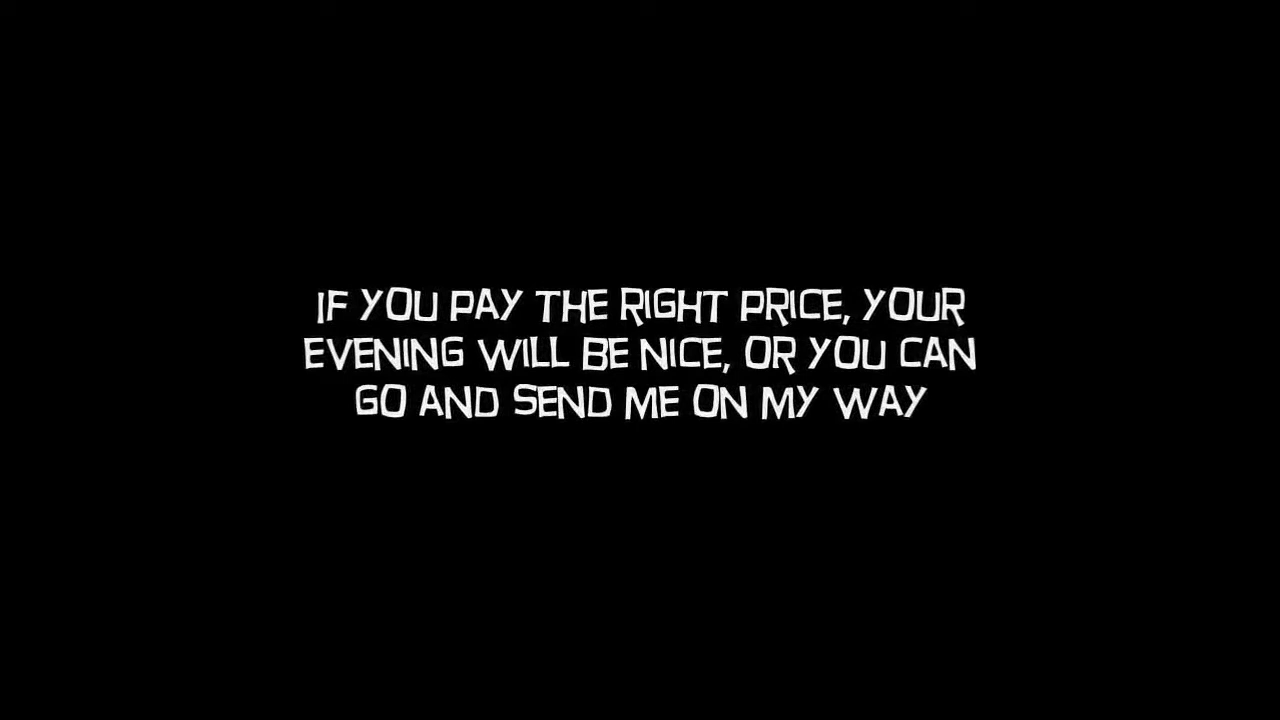 IF YOU PAY THE RIGHT PRICE, YOUR
EVENING WILL BE NICE, OR YOU CAN
GO AND SEND ME ON MY WAY